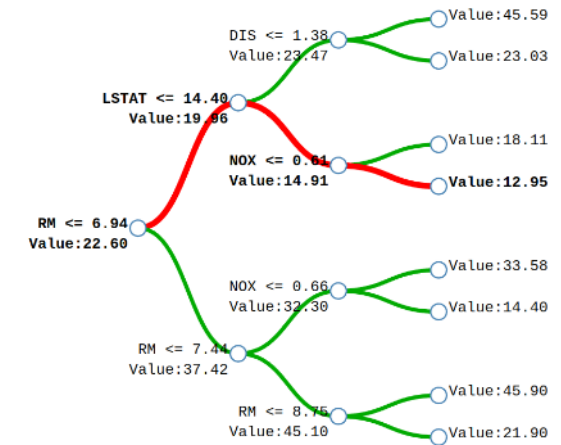 Value:45.59
DIS <= 1.38
Value:23.47
Value:23.03
LSTAT <= 14.40
Value:19.96
Value:18.11
NOX <= 0.61
Value:14.91
Value:12.95
RM <= 6.94
Value:22.60
Value:33.58
NOX <= 0.66
Value:32.30
Value:14.40
RM <= 7.44
Value:37.42
Value:45.90
RM <= 8.75
Value:45.10
Value:21.90